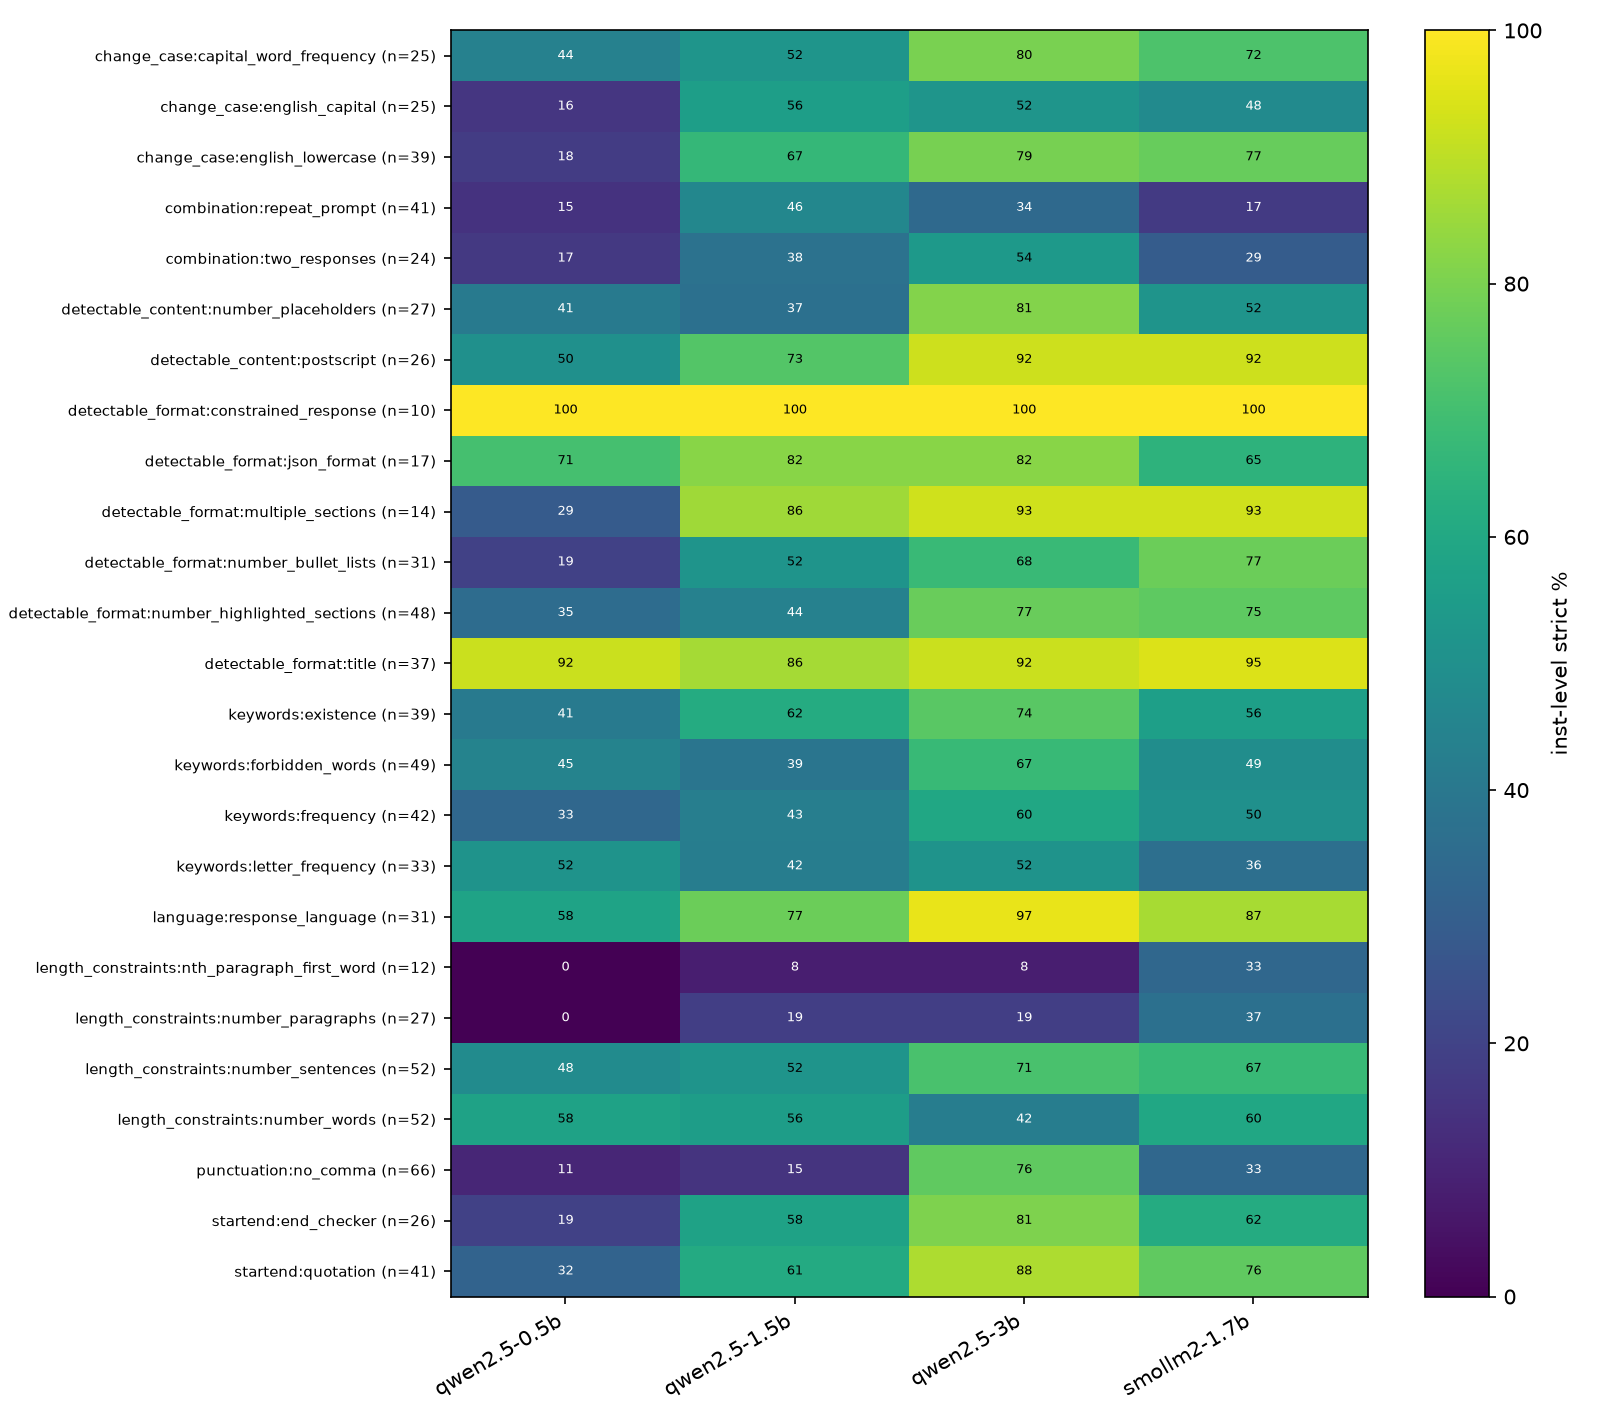 change_case:capital_word_frequency (n=25) 44 52 80 72
change_case:english_capital (n=25) 16 56 52 48
change_case:english_lowercase (n=39) 18 67 79 77
combination:repeat_prompt (n=41) 15 46 34 17
combination:two_responses (n=24) 17 38 54 29
detectable_content:number_placeholders (n=27) 41 37 81 52
detectable_content:postscript (n=26) 50 73 92 92
detectable_format:constrained_response (n=10) 100 100 100 100
detectable_format:json_format (n=17) 71 82 82 65
detectable_format:multiple_sections (n=14) 29 86 93 93
detectable_format:number_bullet_lists (n=31) 19 52 68 77
detectable_format:number_highlighted_sections (n=48) 35 44 77 75
detectable_format:title (n=37) 92 86 92 95
keywords:existence (n=39) 41 62 74 56
keywords:forbidden_words (n=49) 45 39 67 49
keywords:frequency (n=42) 33 43 60 50
keywords:letter_frequency (n=33) 52 42 52 36
language:response_language (n=31) 58 77 97 87
length_constraints:nth_paragraph_first_word (n=12) 0 8 8 33
length_constraints:number_paragraphs (n=27) 0 19 19 37
length_constraints:number_sentences (n=52) 48 52 71 67
length_constraints:number_words (n=52) 58 56 42 60
punctuation:no_comma (n=66) 11 15 76 33
startend:end_checker (n=26) 19 58 81 62
startend:quotation (n=41) 32 61 88 76
qwen2.5-0.5b
qwen2.5-1.5b
qwen2.5-3b
smollm2-1.7b
100
80
60
40
20
0
inst-level strict %